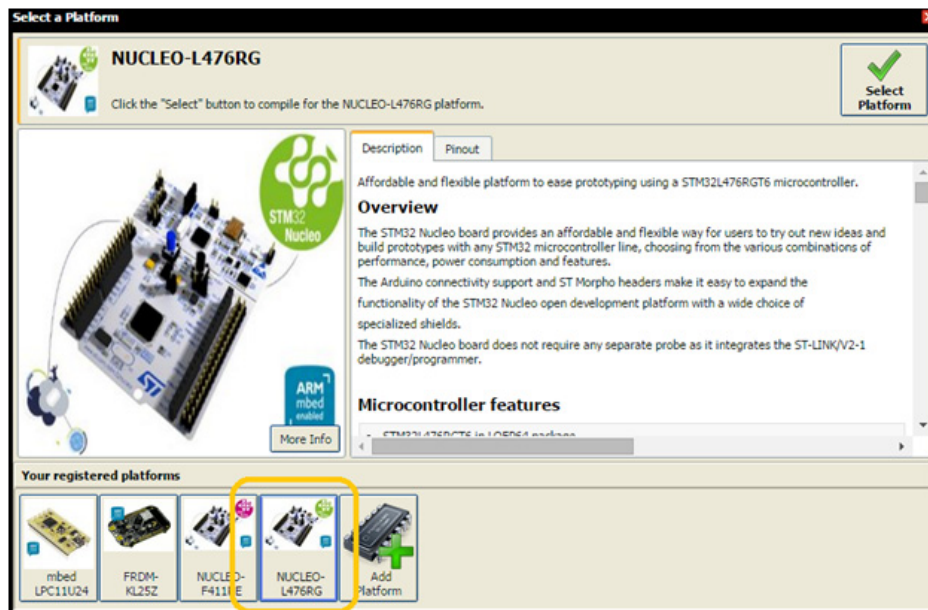 Select a Platform
NUCLEO-L476RG
Click the "Select" button to compile for the NUCLEO-L476RG platform.
Select
Platform
STM32
Nucleo
ARM
mbed
enabled
More Info
Description
Pinout
Affordable and flexible platform to ease prototyping using a STM32L476RGT6 microcontroller.
Overview
The STM32 Nucleo board provides an affordable and flexible way for users to try out new ideas and
build prototypes with any STM32 microcontroller line, choosing from the various combinations of
performance, power consumption and features.
The Arduino connectivity support and ST Morpho headers make it easy to expand the
functionality of the STM32 Nucleo open development platform with a wide choice of
specialized shields.
The STM32 Nucleo board does not require any separate probe as it integrates the ST-LINK/V2-1
debugger/programmer.
Microcontroller features
- STM32L476RGT6 in LQFP64 package
Your registered platforms
mbed
LPC11U24
FRDM-
KL25Z
NUCLEO-
F411RE
NUCLEO-
L476RG
Add
Platform